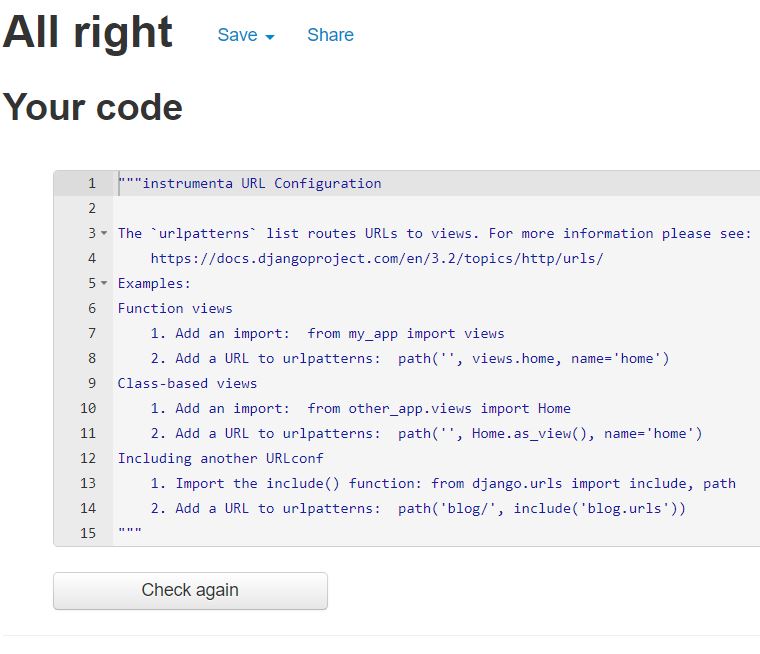 All right Save Share
Your code
1 """instrumenta URL Configuration
2
3 The `urlpatterns` list routes URLs to views. For more information please see:
4     https://docs.djangoproject.com/en/3.2/topics/http/urls/
5 Examples:
6 Function views
7     1. Add an import:  from my_app import views
8     2. Add a URL to urlpatterns:  path('', views.home, name='home')
9 Class-based views
10     1. Add an import:  from other_app.views import Home
11     2. Add a URL to urlpatterns:  path('', Home.as_view(), name='home')
12 Including another URLconf
13     1. Import the include() function: from django.urls import include, path
14     2. Add a URL to urlpatterns:  path('blog/', include('blog.urls'))
15 """
Check again